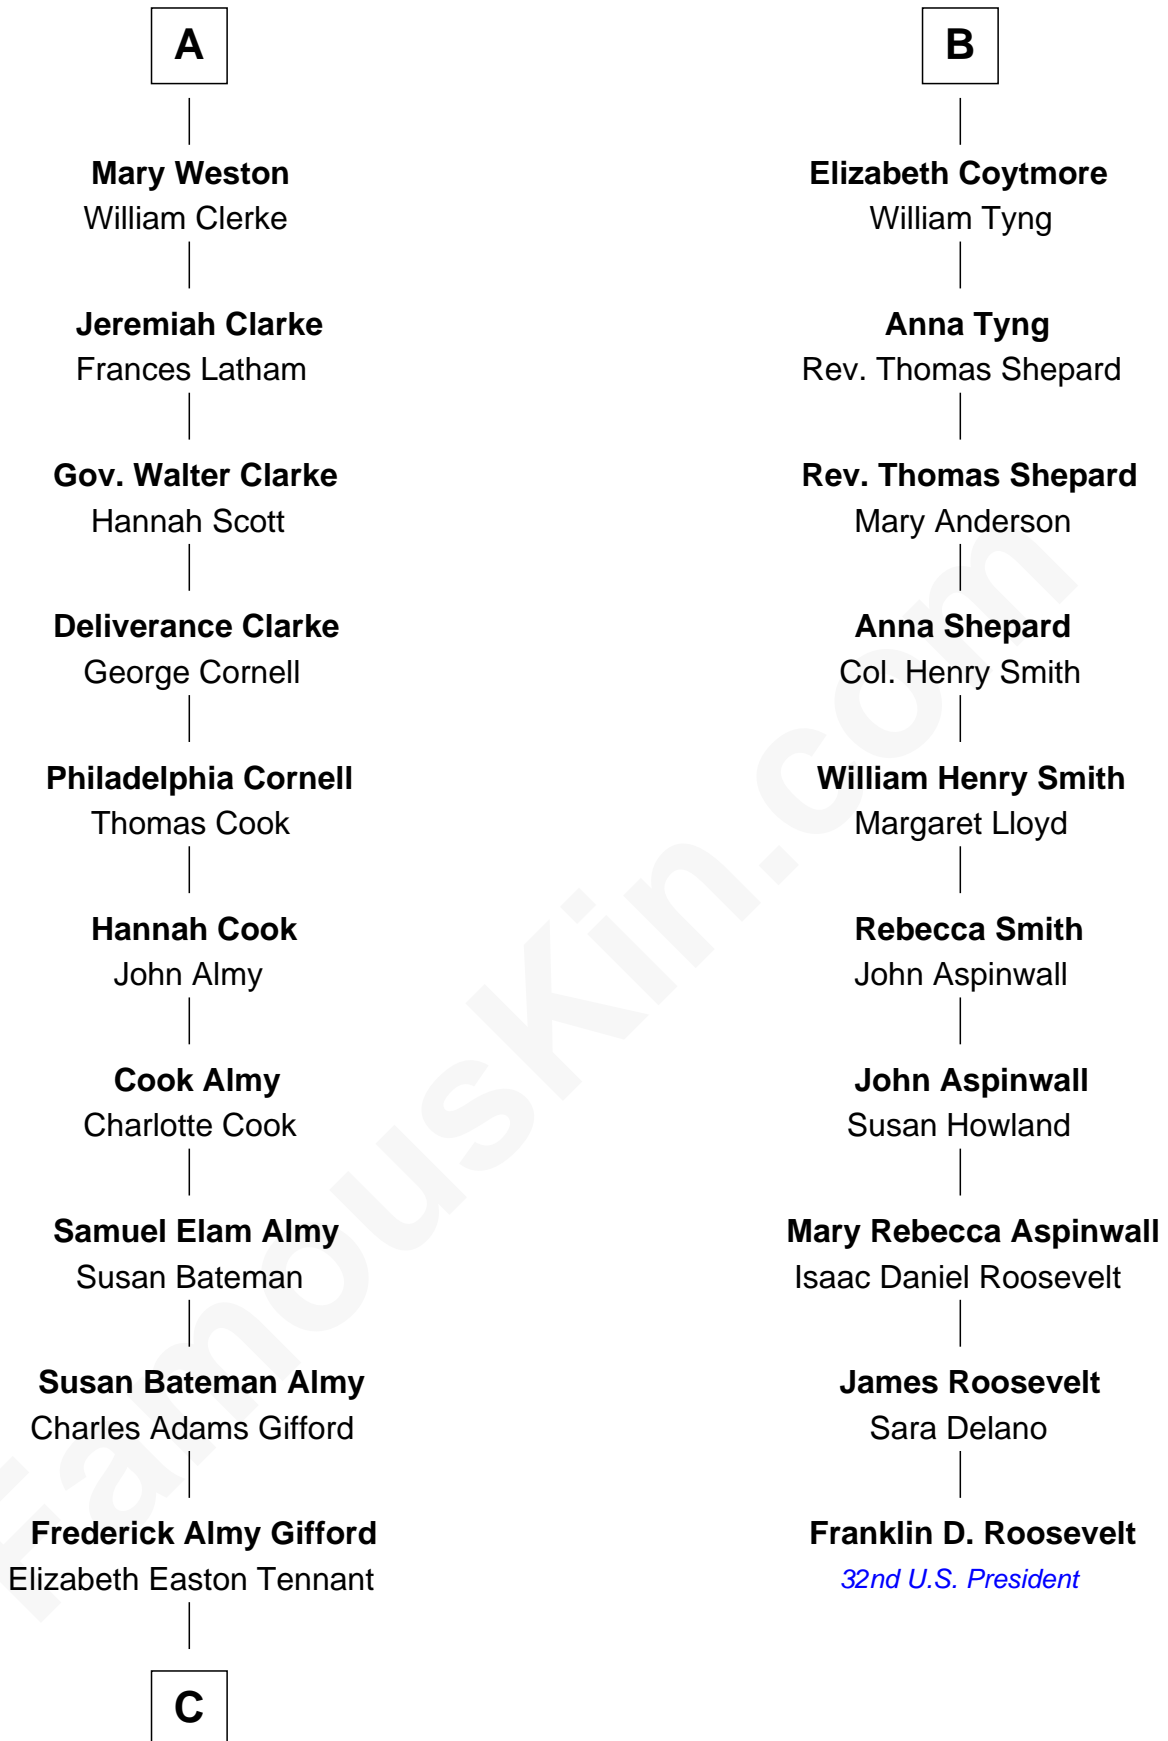 A
Mary Weston
William Clerke
Jeremiah Clarke
Frances Latham
Gov. Walter Clarke
Hannah Scott
Deliverance Clarke
George Cornell
Philadelphia Cornell
Thomas Cook
Hannah Cook
John Almy
Cook Almy
Charlotte Cook
Samuel Elam Almy
Susan Bateman
Susan Bateman Almy
Charles Adams Gifford
Frederick Almy Gifford
Elizabeth Easton Tennant
C
B
Elizabeth Coytmore
William Tyng
Anna Tyng
Rev. Thomas Shepard
Rev. Thomas Shepard
Mary Anderson
Anna Shepard
Col. Henry Smith
William Henry Smith
Margaret Lloyd
Rebecca Smith
John Aspinwall
John Aspinwall
Susan Howland
Mary Rebecca Aspinwall
Isaac Daniel Roosevelt
James Roosevelt
Sara Delano
Franklin D. Roosevelt
32nd U.S. President
FamousKin.com